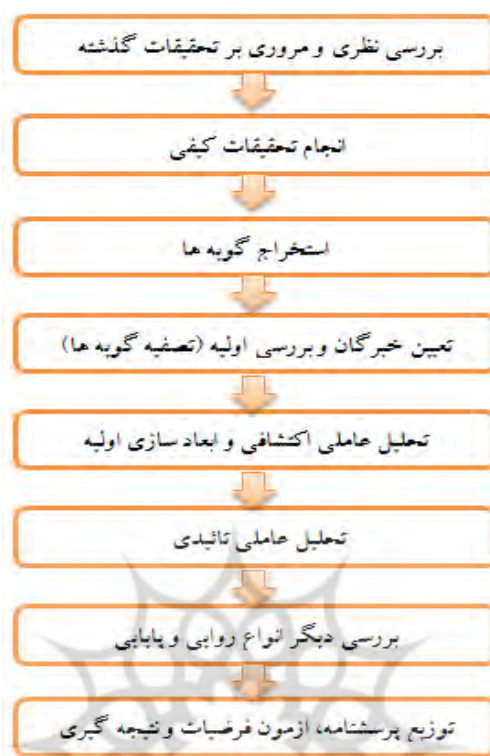 بررسی نظری و مروری بر تحقیقات گذشته
انجام تحقیقات کیفی
استخراج گویه ها
تعیین خبرگان و بررسی اولیه (تصفیه گویه ها)
تحلیل عاملی اکتشافی و ابعاد سازی اولیه
تحلیل عاملی تائیدی
بررسی دیگر انواع روایی و پایایی
توزیع پرسشنامه، ازمون فرضیات و نتیجه گیری